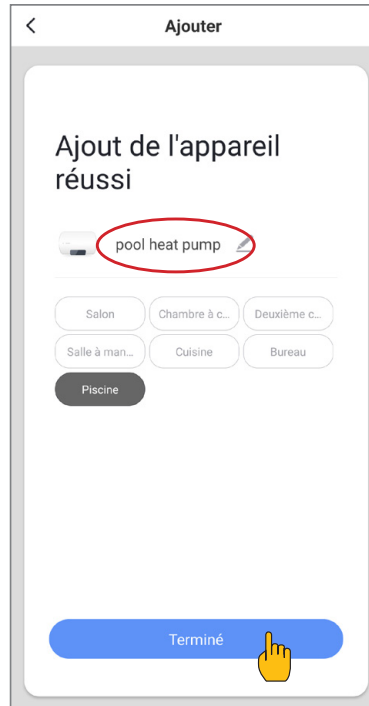 Ajouter
Ajout de l'appareil
réussi
pool heat pump
Salon Chambre à c... Deuxième c...
Salle à man... Cuisine Bureau
Piscine
Terminé